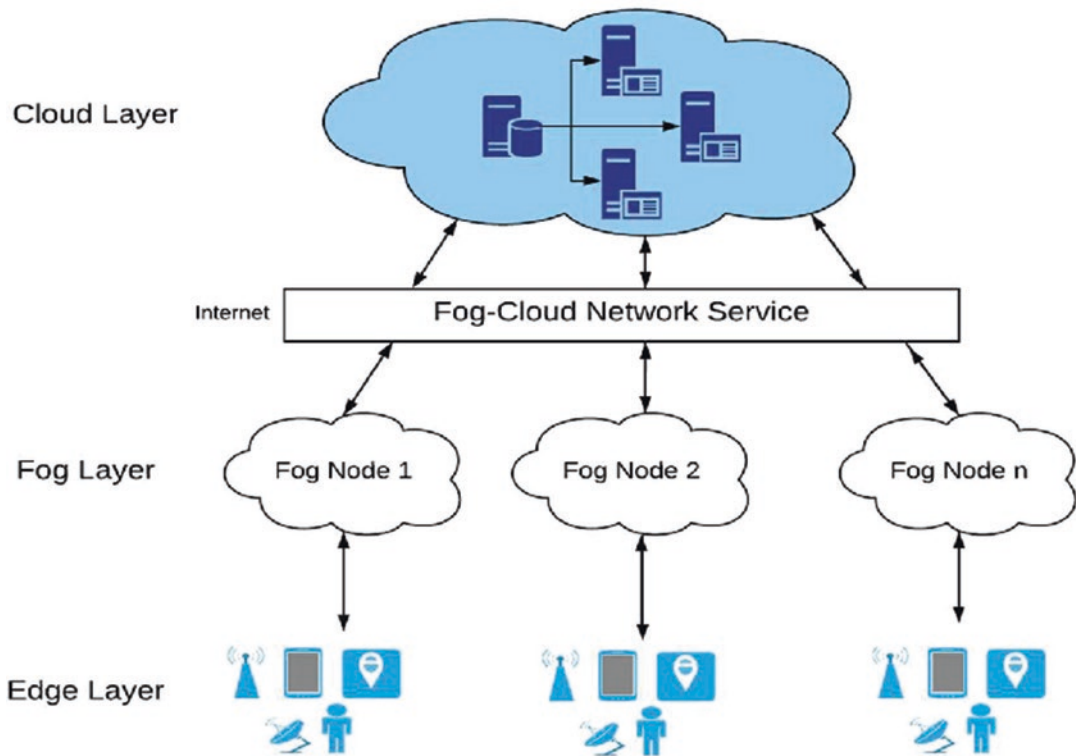 Cloud Layer
Internet
Fog-Cloud Network Service
Fog Layer
Fog Node 1
Fog Node 2
Fog Node n
Edge Layer